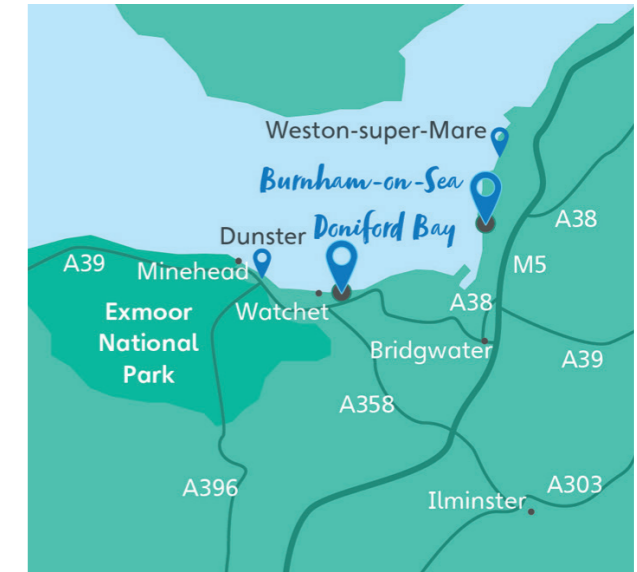 Weston-super-Mare
Burnham-on-Sea
A38
Dunster
Doniford Bay
A39
Minehead
M5
Exmoor
National
Park
Watchet
A38
Bridgwater
A39
A358
A396
Ilminster
A303